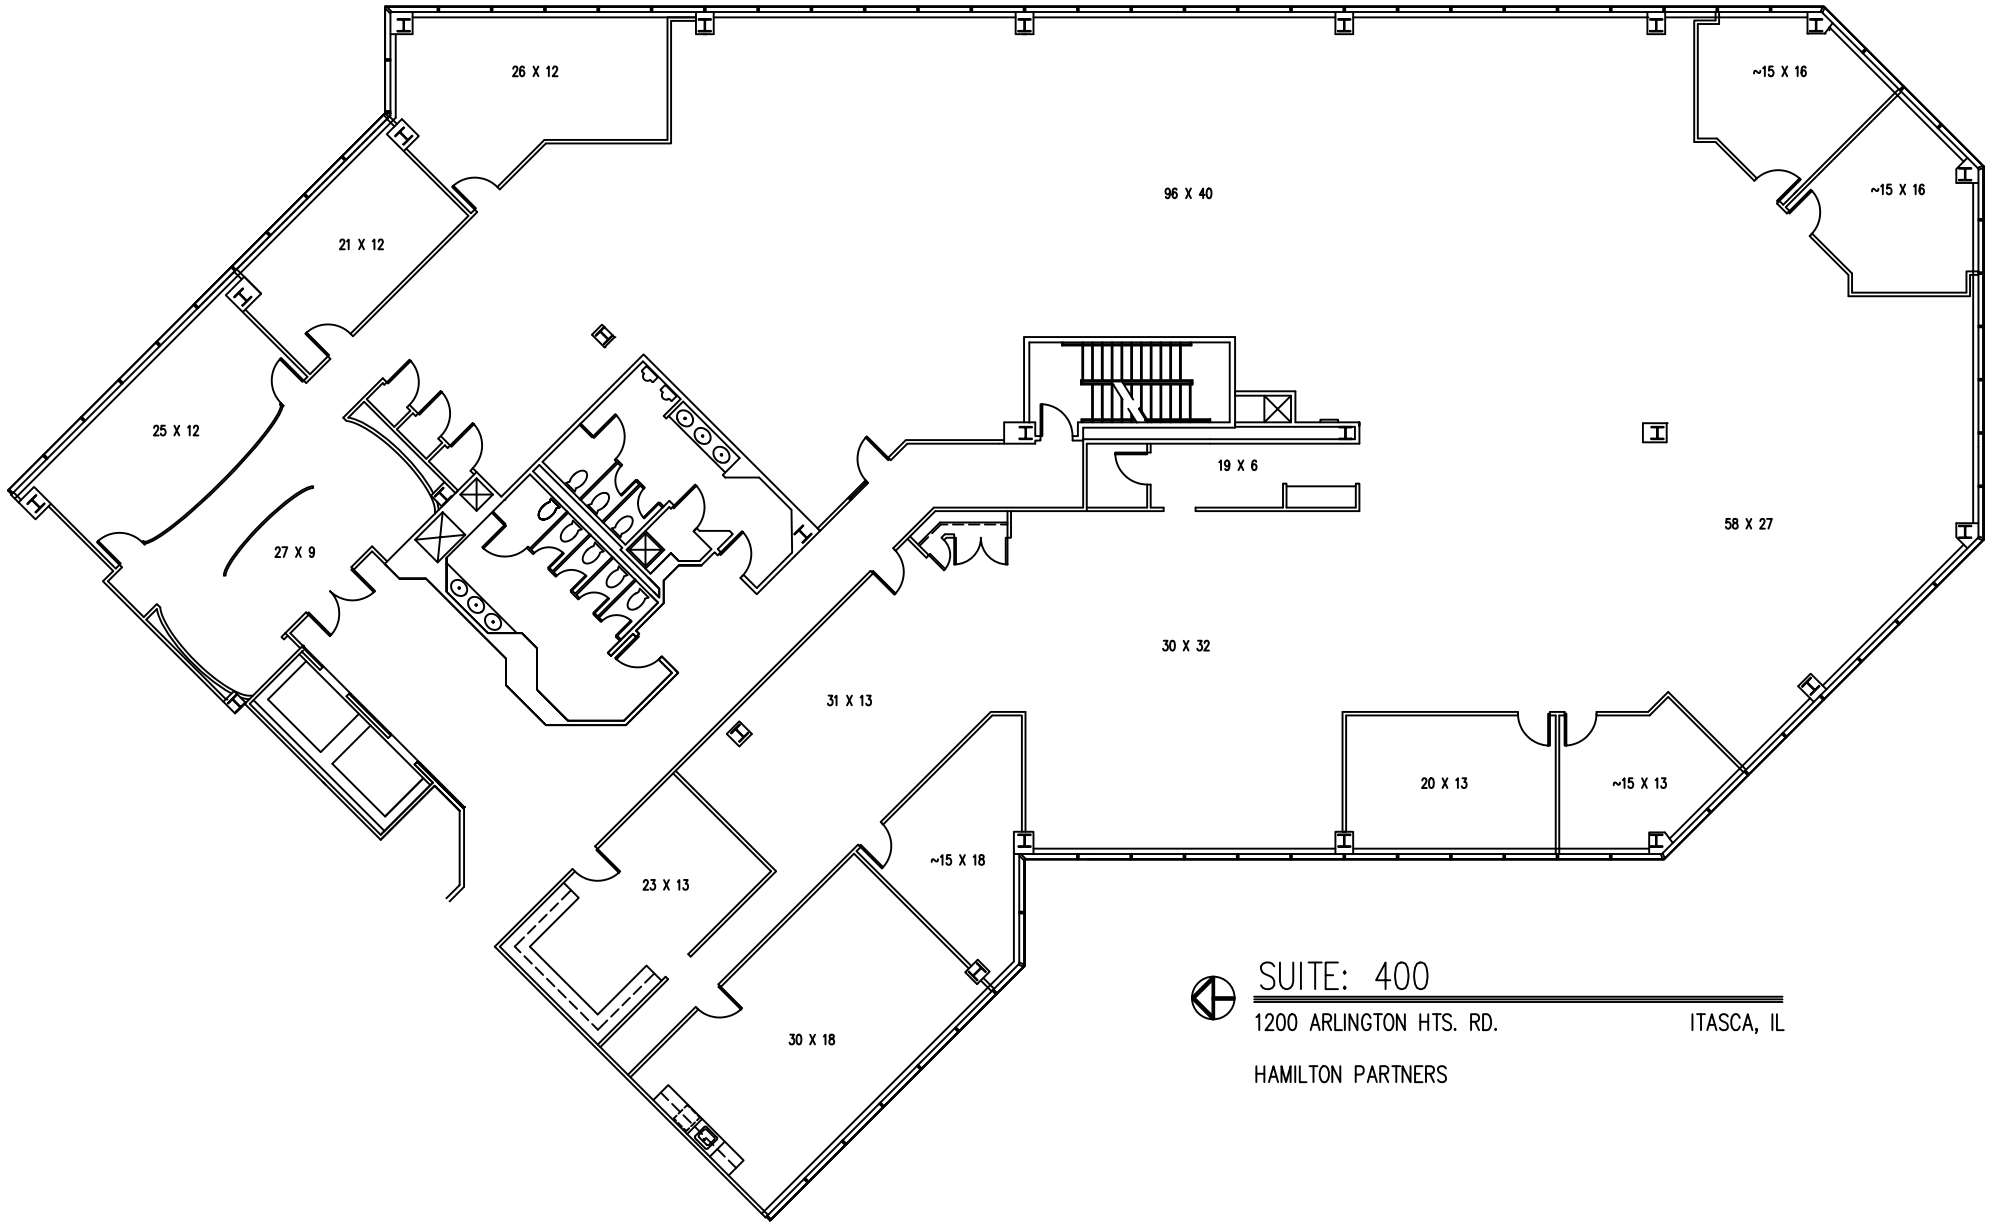 26 X 12
~15 X 16
96 X 40
~15 X 16
21 X 12
25 X 12
19 X 6
58 X 27
27 X 9
30 X 32
31 X 13
20 X 13
~15 X 13
~15 X 18
23 X 13
30 X 18
SUITE: 400
1200 ARLINGTON HTS. RD. ITASCA, IL
HAMILTON PARTNERS